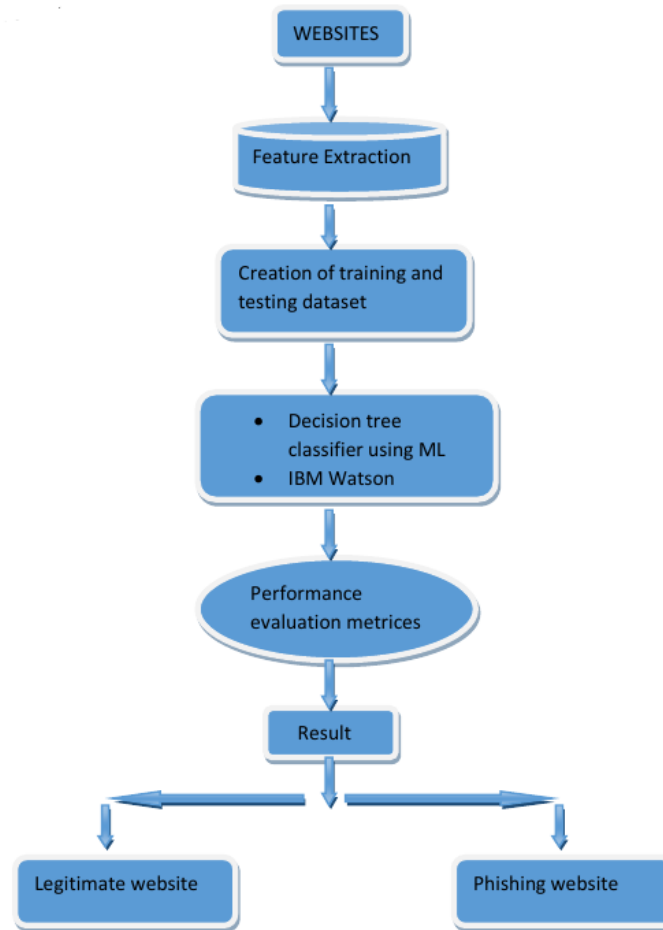 WEBSITES
Feature Extraction
Creation of training and
testing dataset
• Decision tree
classifier using ML
• IBM Watson
Performance
evaluation metrices
Result
Legitimate website
Phishing website